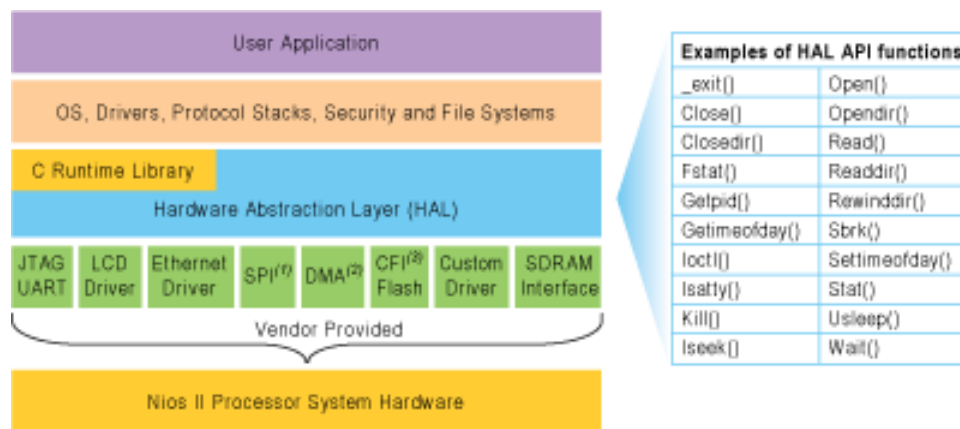 User Application
OS, Drivers, Protocol Stacks, Security and File Systems
C Runtime Library
Hardware Abstraction Layer (HAL)
JTAG UART
LCD Driver
Ethernet Driver
SPI(1)
DMA(2)
CFI(3) Flash
Custom Driver
SDRAM Interface
Vendor Provided
Nios II Processor System Hardware
Examples of HAL API functions
_exit() Open()
Close() Opendir()
Closedir() Read()
Fstat() Readdir()
Getpid() Rewinddir()
Getimeofday() Sbrk()
Ioctl() Settimeofday()
Isatty() Stat()
Kill() Usleep()
Iseek() Wait()